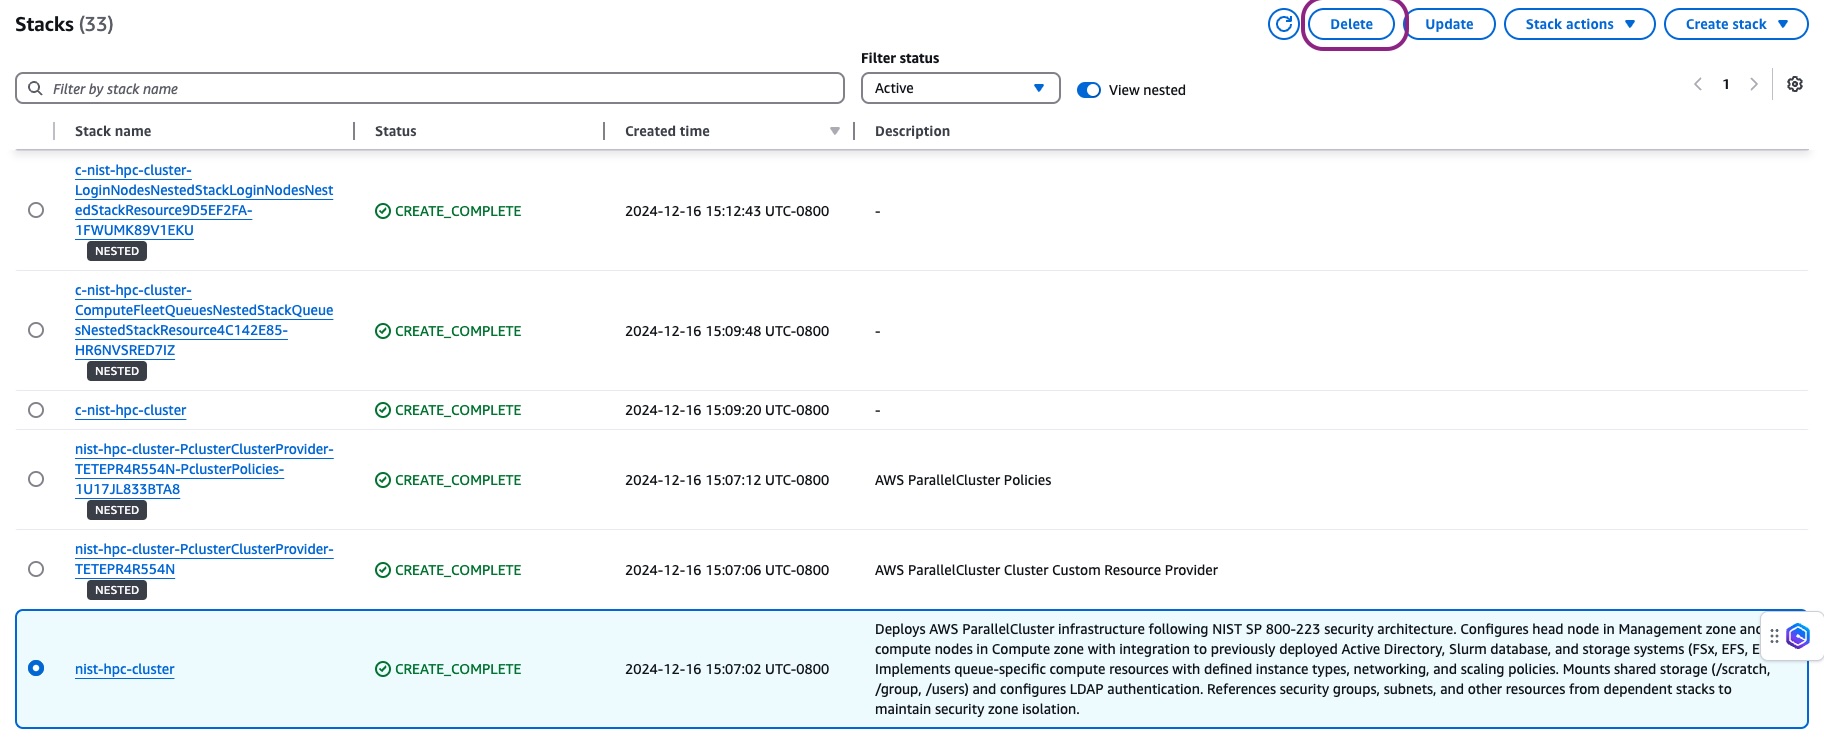 Stacks (33)
Delete
Update
Stack actions
Create stack
Filter by stack name
Filter status
Active
View nested
1
Stack name
Status
Created time
Description
c-nist-hpc-cluster-
LoginNodesNestedStackLoginNodesNest
edStackResource9D5EF2FA-
1FWUMK89V1EKU
NESTED
CREATE_COMPLETE
2024-12-16 15:12:43 UTC-0800
-
c-nist-hpc-cluster-
ComputeFleetQueuesNestedStackQueue
sNestedStackResource4C142E85-
HR6NVSRED7IZ
NESTED
CREATE_COMPLETE
2024-12-16 15:09:48 UTC-0800
-
c-nist-hpc-cluster
CREATE_COMPLETE
2024-12-16 15:09:20 UTC-0800
-
nist-hpc-cluster-PclusterClusterProvider-
TETEPR4R554N-PclusterPolicies-
1U17JL833BTA8
NESTED
CREATE_COMPLETE
2024-12-16 15:07:12 UTC-0800
AWS ParallelCluster Policies
nist-hpc-cluster-PclusterClusterProvider-
TETEPR4R554N
NESTED
CREATE_COMPLETE
2024-12-16 15:07:06 UTC-0800
AWS ParallelCluster Cluster Custom Resource Provider
nist-hpc-cluster
CREATE_COMPLETE
2024-12-16 15:07:02 UTC-0800
Deploys AWS ParallelCluster infrastructure following NIST SP 800-223 security architecture. Configures head node in Management zone and
compute nodes in Compute zone with integration to previously deployed Active Directory, Slurm database, and storage systems (FSx, EFS,
Implements queue-specific compute resources with defined instance types, networking, and scaling policies. Mounts shared storage (/scratch,
/group, /users) and configures LDAP authentication. References security groups, subnets, and other resources from dependent stacks to
maintain security zone isolation.